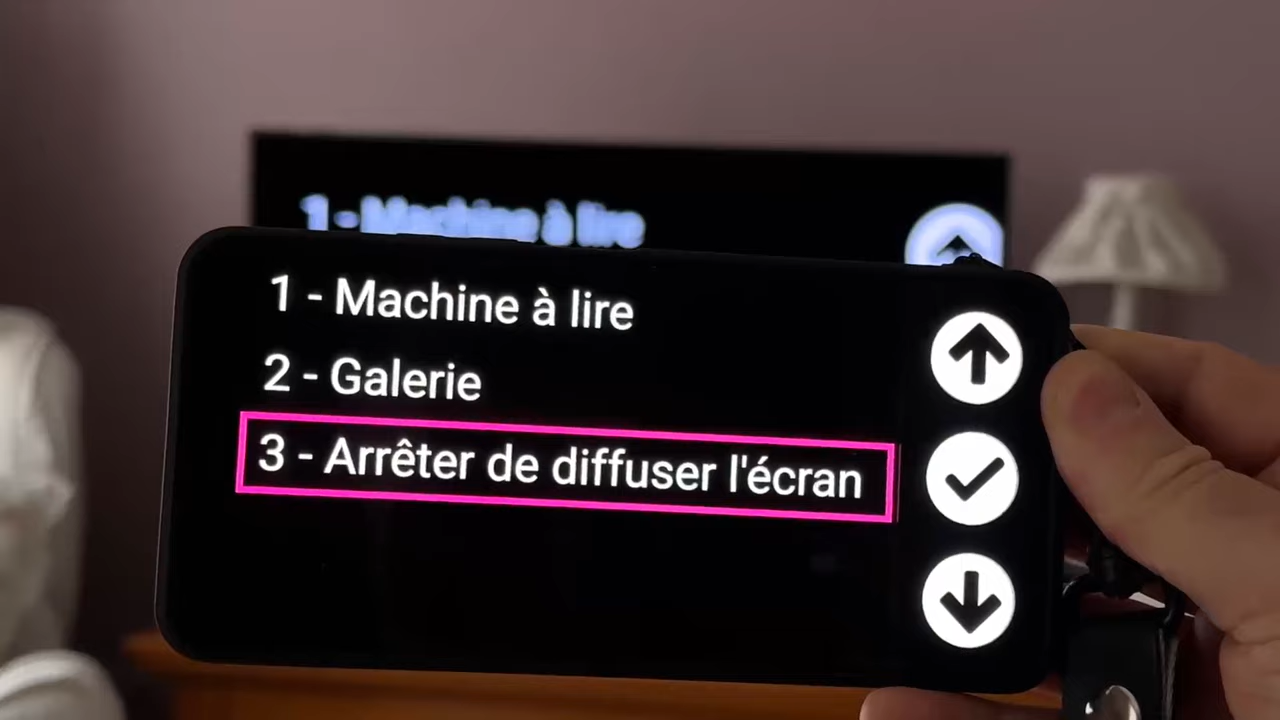 1 - Machine à lire
1 - Machine à lire
2 - Galerie
3 - Arrêter de diffuser l'écran